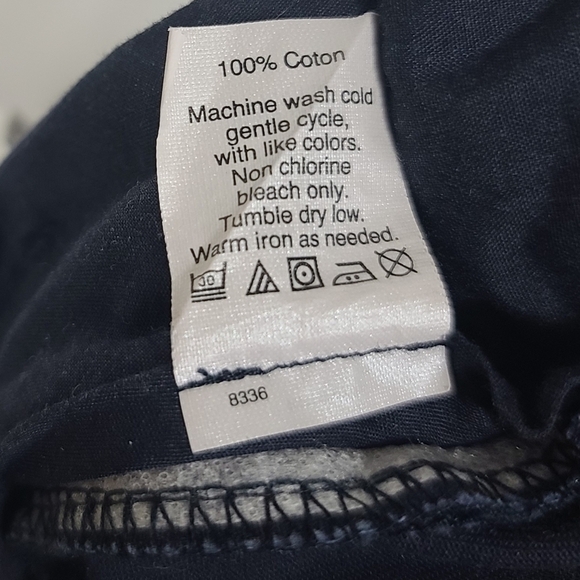 100% Coton
Machine wash cold
gentle cycle,
with like colors.
Non chlorine
bleach only.
Tumble dry low.
Warm iron as needed.
30
8336